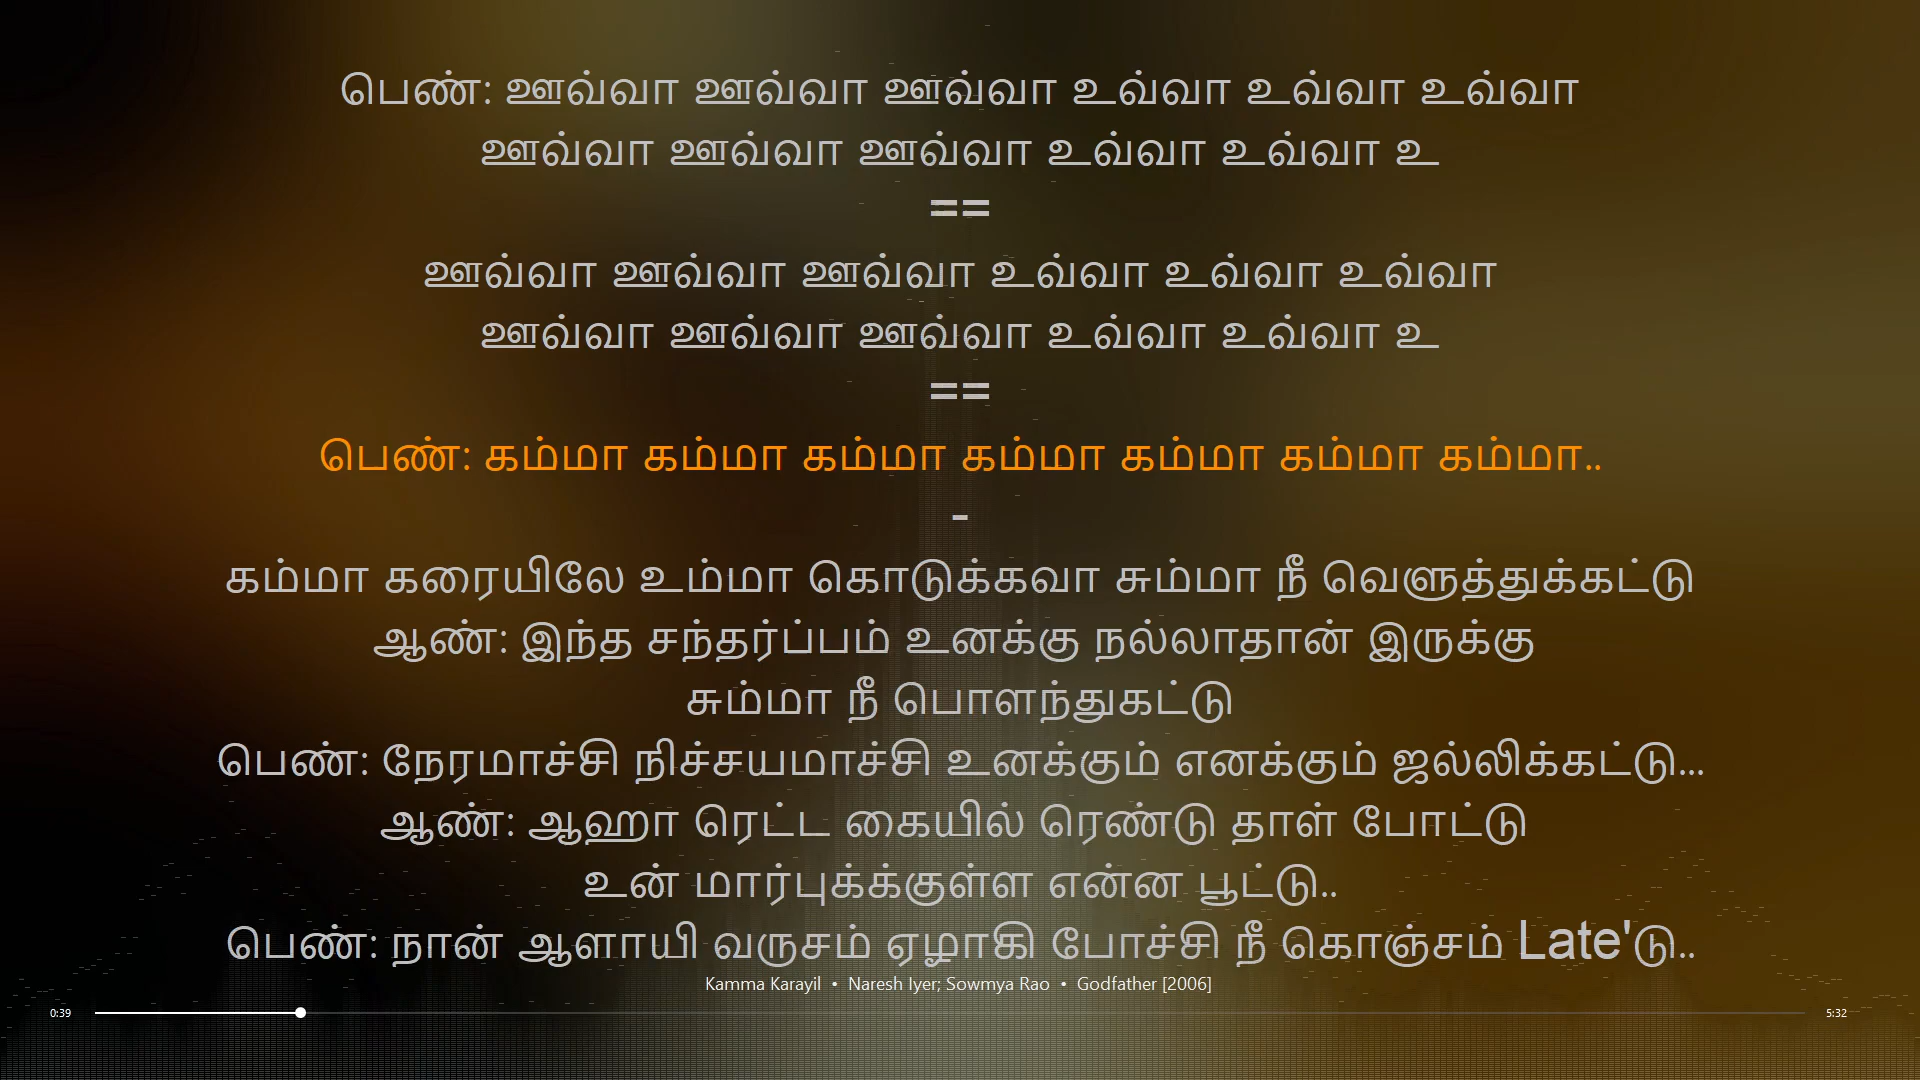 பெண்: ஊவ்வா ஊவ்வா ஊவ்வா உவ்வா உவ்வா உவ்வா
ஊவ்வா ஊவ்வா ஊவ்வா உவ்வா உவ்வா உ
==
ஊவ்வா ஊவ்வா ஊவ்வா உவ்வா உவ்வா உவ்வா
ஊவ்வா ஊவ்வா ஊவ்வா உவ்வா உவ்வா உ
==
பெண்: கம்மா கம்மா கம்மா கம்மா கம்மா கம்மா கம்மா..
-
கம்மா கரையிலே உம்மா கொடுக்கவா சும்மா நீ வெளுத்துக்கட்டு
ஆண்: இந்த சந்தர்ப்பம் உனக்கு நல்லாதான் இருக்கு
சும்மா நீ பொளந்துகட்டு
பெண்: நேரமாச்சி நிச்சயமாச்சி உனக்கும் எனக்கும் ஜல்லிக்கட்டு...
ஆண்: ஆஹா ரெட்ட கையில் ரெண்டு தாள் போட்டு
உன் மார்புக்க்குள்ள என்ன பூட்டு..
பெண்: நான் ஆளாயி வருசம் ஏழாகி போச்சி நீ கொஞ்சம் Late'டு..
Kamma Karayil • Naresh Iyer; Sowmya Rao • Godfather [2006]
0:39 5:32